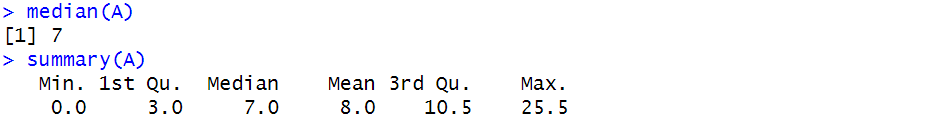 > median(A)
[1] 7
> summary(A)
   Min. 1st Qu.  Median    Mean 3rd Qu.    Max.
    0.0     3.0     7.0     8.0    10.5    25.5